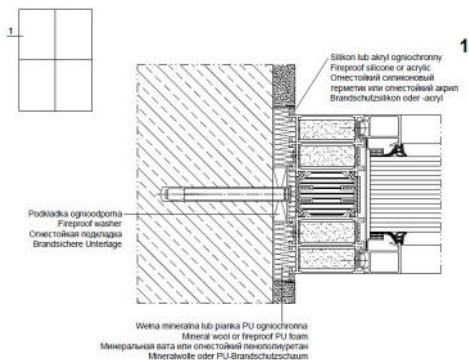 1
1
Silikon lub akryl ogniochronny
Fireproof silicone or acrylic
Огнестойкий силиконовый
герметик или огнестойкий акрил
Brandschutzsilikon oder -acryl
Podkładka ognioodporna
Fireproof washer
Огнестойкая подкладка
Brandsichere Unterlage
Wełna mineralna lub pianka PU ogniochronna
Mineral wool or fireproof PU foam
Минеральная вата или огнестойкий пенополиуретан
Mineralwolle oder PU-Brandschutzschaum